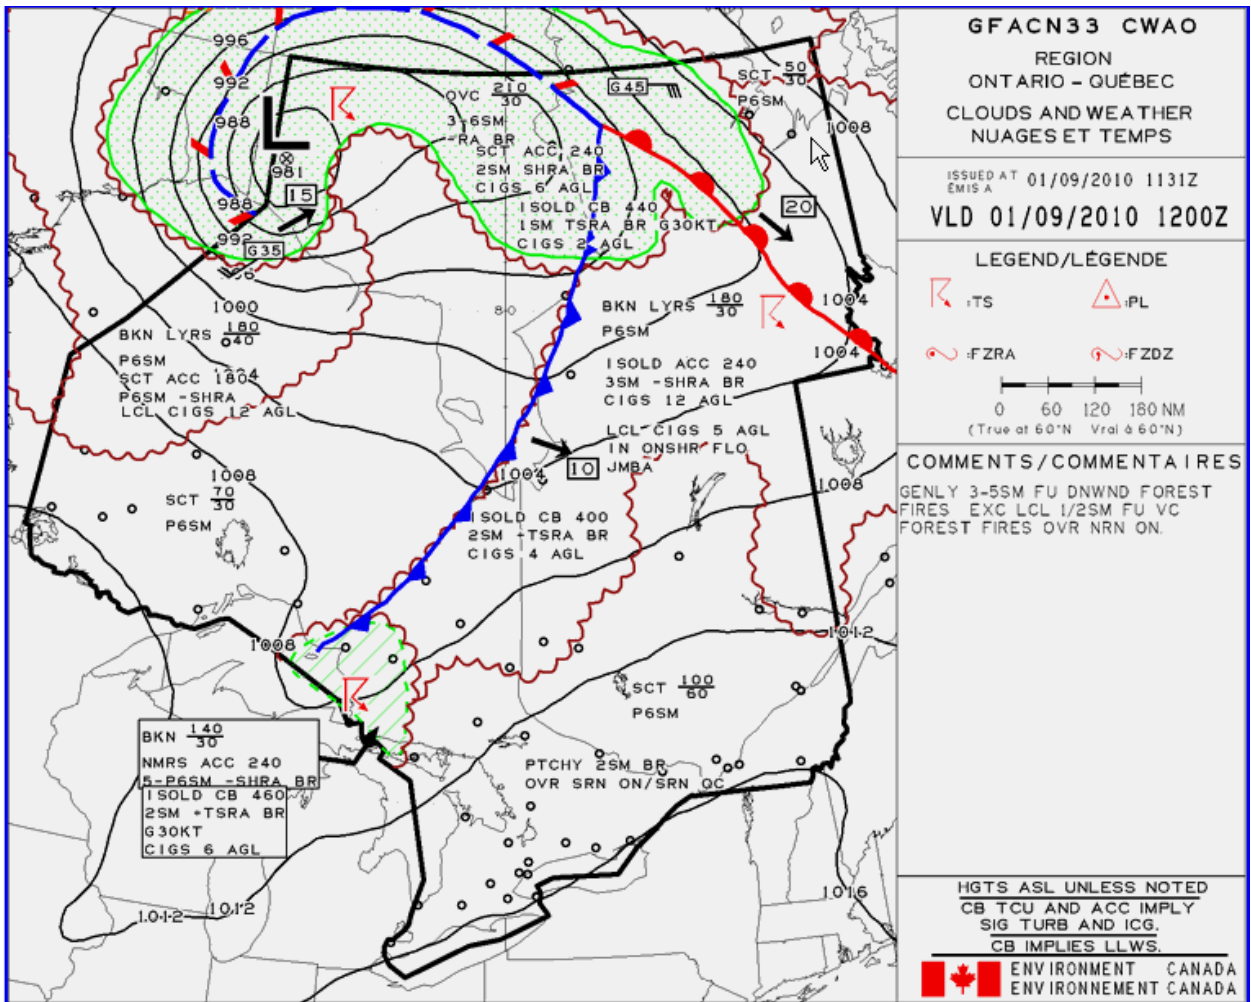 GFACN33 CWAO
REGION
ONTARIO - QUÉBEC
CLOUDS AND WEATHER
NUAGES ET TEMPS
ISSUED AT
ÉMIS A
01/09/2010 1131Z
VLD 01/09/2010 1200Z
LEGEND/LÉGENDE
:TS
:PL
:FZRA
:FZDZ
0 60 120 180 NM
(True at 60°N Vrai à 60°N)
COMMENTS/COMMENTAIRES
GENLY 3-5SM FU DNWND FOREST
FIRES EXC LCL 1/2SM FU VC
FOREST FIRES OVR NRN ON.
HGTS ASL UNLESS NOTED
CB TCU AND ACC IMPLY
SIG TURB AND ICG.
CB IMPLIES LLWS.
ENVIRONMENT CANADA
ENVIRONNEMENT CANADA
996
992
988
L
981
988
992
996
15
G35
1000
OVC 210
30
3-6SM
-RA BR
SCT ACC 240
2SM SHRA BR
CIGS 6 AGL
ISOLD CB 440
1SM TSRA BR G30KT
CIGS 2 AGL
G45
SCT 50
30
P6SM
1008
20
1004
1004
BKN LYRS 180
40
P6SM
SCT ACC 180
P6SM -SHRA
LCL CIGS 12 AGL
1004
80
BKN LYRS 180
30
P6SM
ISOLD ACC 240
3SM -SHRA BR
CIGS 12 AGL
LCL CIGS 5 AGL
IN ONSHR FLO
JMBA
10
1004
1008
1008
SCT 70
30
P6SM
ISOLD CB 400
2SM -TSRA BR
CIGS 4 AGL
1008
1012
SCT 100
60
P6SM
BKN 140
30
NMRS ACC 240
5-P6SM -SHRA BR
ISOLD CB 460
2SM +TSRA BR
G30KT
CIGS 6 AGL
PTCHY 2SM BR
OVR SRN ON/SRN QC
1012
1012
1016